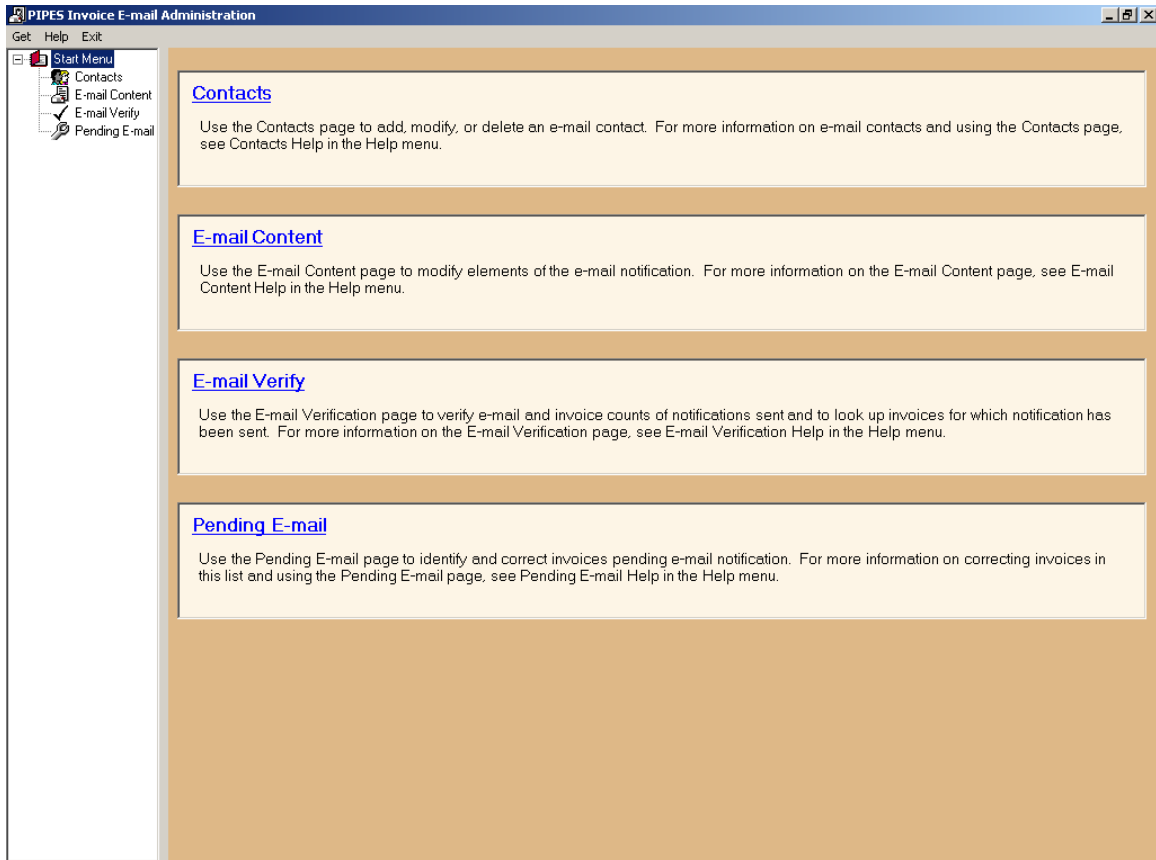 PIPES Invoice E-mail Administration
Get Help Exit
Start Menu
Contacts
E-mail Content
E-mail Verify
Pending E-mail
Contacts
Use the Contacts page to add, modify, or delete an e-mail contact. For more information on e-mail contacts and using the Contacts page,
see Contacts Help in the Help menu.
E-mail Content
Use the E-mail Content page to modify elements of the e-mail notification. For more information on the E-mail Content page, see E-mail
Content Help in the Help menu.
E-mail Verify
Use the E-mail Verification page to verify e-mail and invoice counts of notifications sent and to look up invoices for which notification has
been sent. For more information on the E-mail Verification page, see E-mail Verification Help in the Help menu.
Pending E-mail
Use the Pending E-mail page to identify and correct invoices pending e-mail notification. For more information on correcting invoices in
this list and using the Pending E-mail page, see Pending E-mail Help in the Help menu.